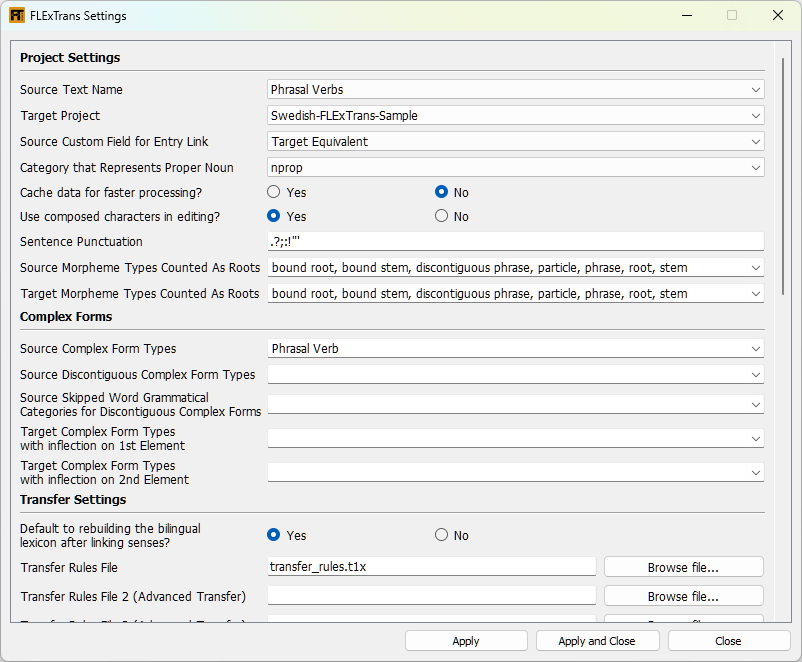 FLExTrans Settings
Project Settings
Source Text Name Phrasal Verbs
Target Project Swedish-FLExTrans-Sample
Source Custom Field for Entry Link Target Equivalent
Category that Represents Proper Noun nprop
Cache data for faster processing? Yes No
Use composed characters in editing? Yes No
Sentence Punctuation .?;:!"'
Source Morpheme Types Counted As Roots bound root, bound stem, discontiguous phrase, particle, phrase, root, stem
Target Morpheme Types Counted As Roots bound root, bound stem, discontiguous phrase, particle, phrase, root, stem
Complex Forms
Source Complex Form Types Phrasal Verb
Source Discontiguous Complex Form Types
Source Skipped Word Grammatical
Categories for Discontiguous Complex Forms
Target Complex Form Types
with inflection on 1st Element
Target Complex Form Types
with inflection on 2nd Element
Transfer Settings
Default to rebuilding the bilingual
lexicon after linking senses? Yes No
Transfer Rules File transfer_rules.t1x Browse file...
Transfer Rules File 2 (Advanced Transfer) Browse file...
Apply Apply and Close Close